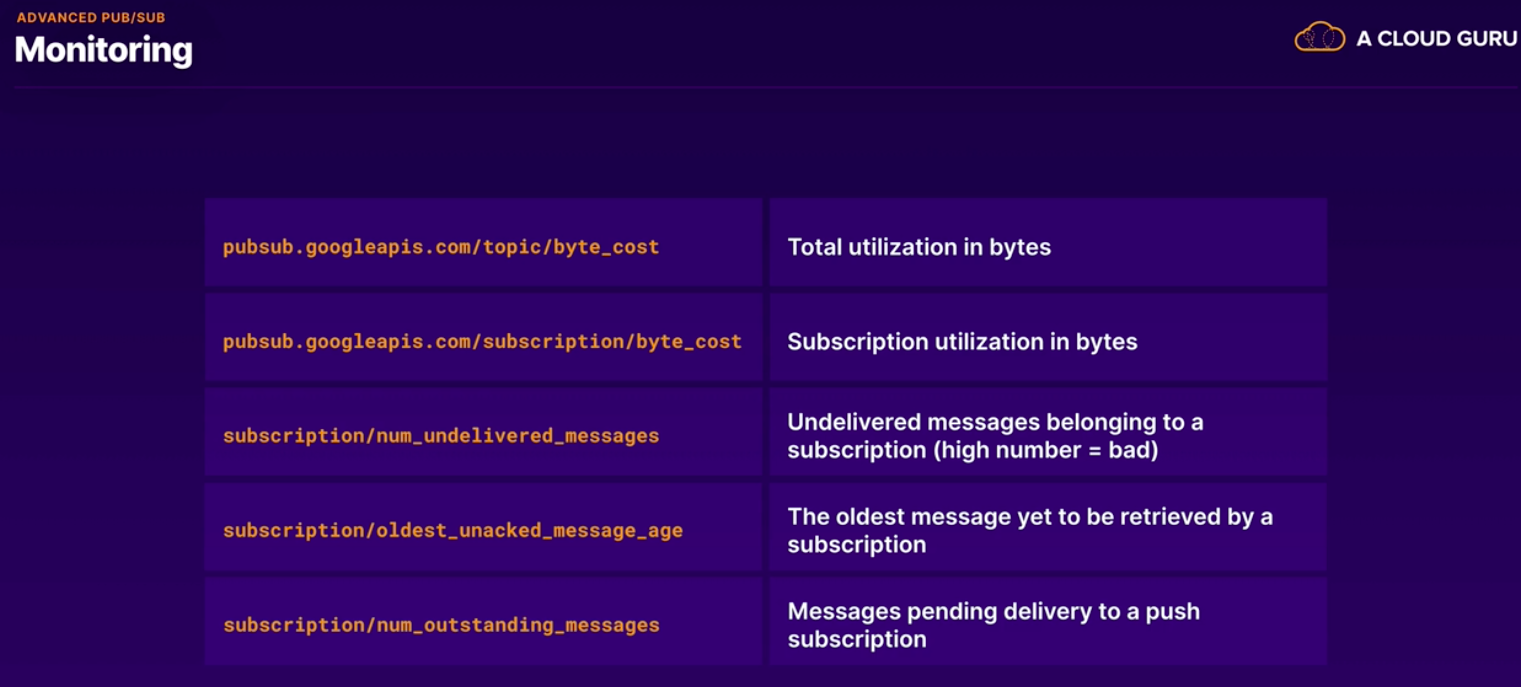 ADVANCED PUB/SUB
Monitoring
A CLOUD GURU
pubsub.googleapis.com/topic/byte_cost
Total utilization in bytes
pubsub.googleapis.com/subscription/byte_cost
Subscription utilization in bytes
subscription/num_undelivered_messages
Undelivered messages belonging to a
subscription (high number = bad)
subscription/oldest_unacked_message_age
The oldest message yet to be retrieved by a
subscription
subscription/num_outstanding_messages
Messages pending delivery to a push
subscription